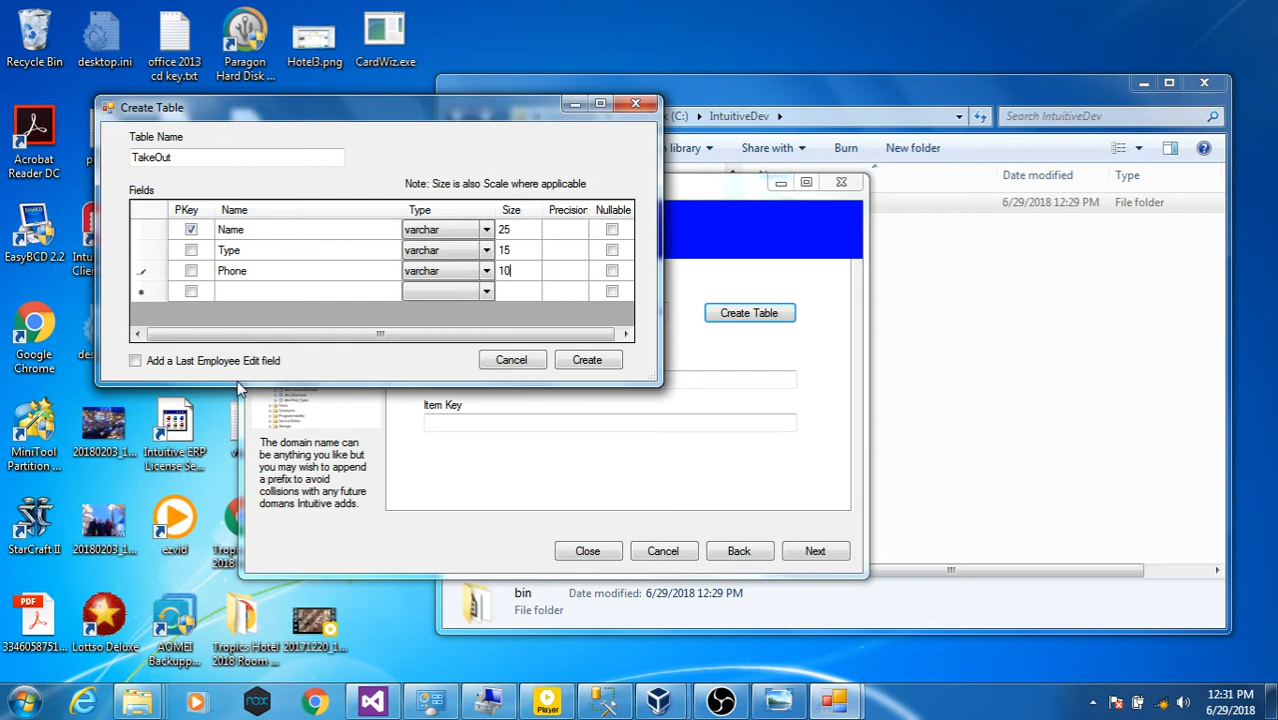 Recycle Bin
desktop.ini
office 2013
cd key.txt
Paragon
Hard Disk ...
Hotel3.png
CardWiz.exe
Acrobat
Reader DC
EasyBCD 2.2
Google
Chrome
MiniTool
Partition ...
20180203_1...
Intuitive ERP
License Se...
StarCraft II
20180203_1...
ezvid
2018
PDF
3346058751...
Lottso Deluxe
AOMEI
Backupp...
Tropics Hotel
2018 Room ...
20171220_1...
Create Table
Table Name
TakeOut
Fields
Note: Size is also Scale where applicable
PKey Name Type Size Precision Nullable
Name varchar 25
Type varchar 15
Phone varchar 10
Add a Last Employee Edit field
Cancel
Create
(C:) IntuitiveDev
Search IntuitiveDev
Share with
Burn
New folder
Date modified
Type
6/29/2018 12:29 PM
File folder
Create Table
Item Key
The domain name can
be anything you like but
you may wish to append
a prefix to avoid
collisions with any future
domans Intuitive adds.
Close
Cancel
Back
Next
bin Date modified: 6/29/2018 12:29 PM
File folder
nox
Player
12:31 PM
6/29/2018